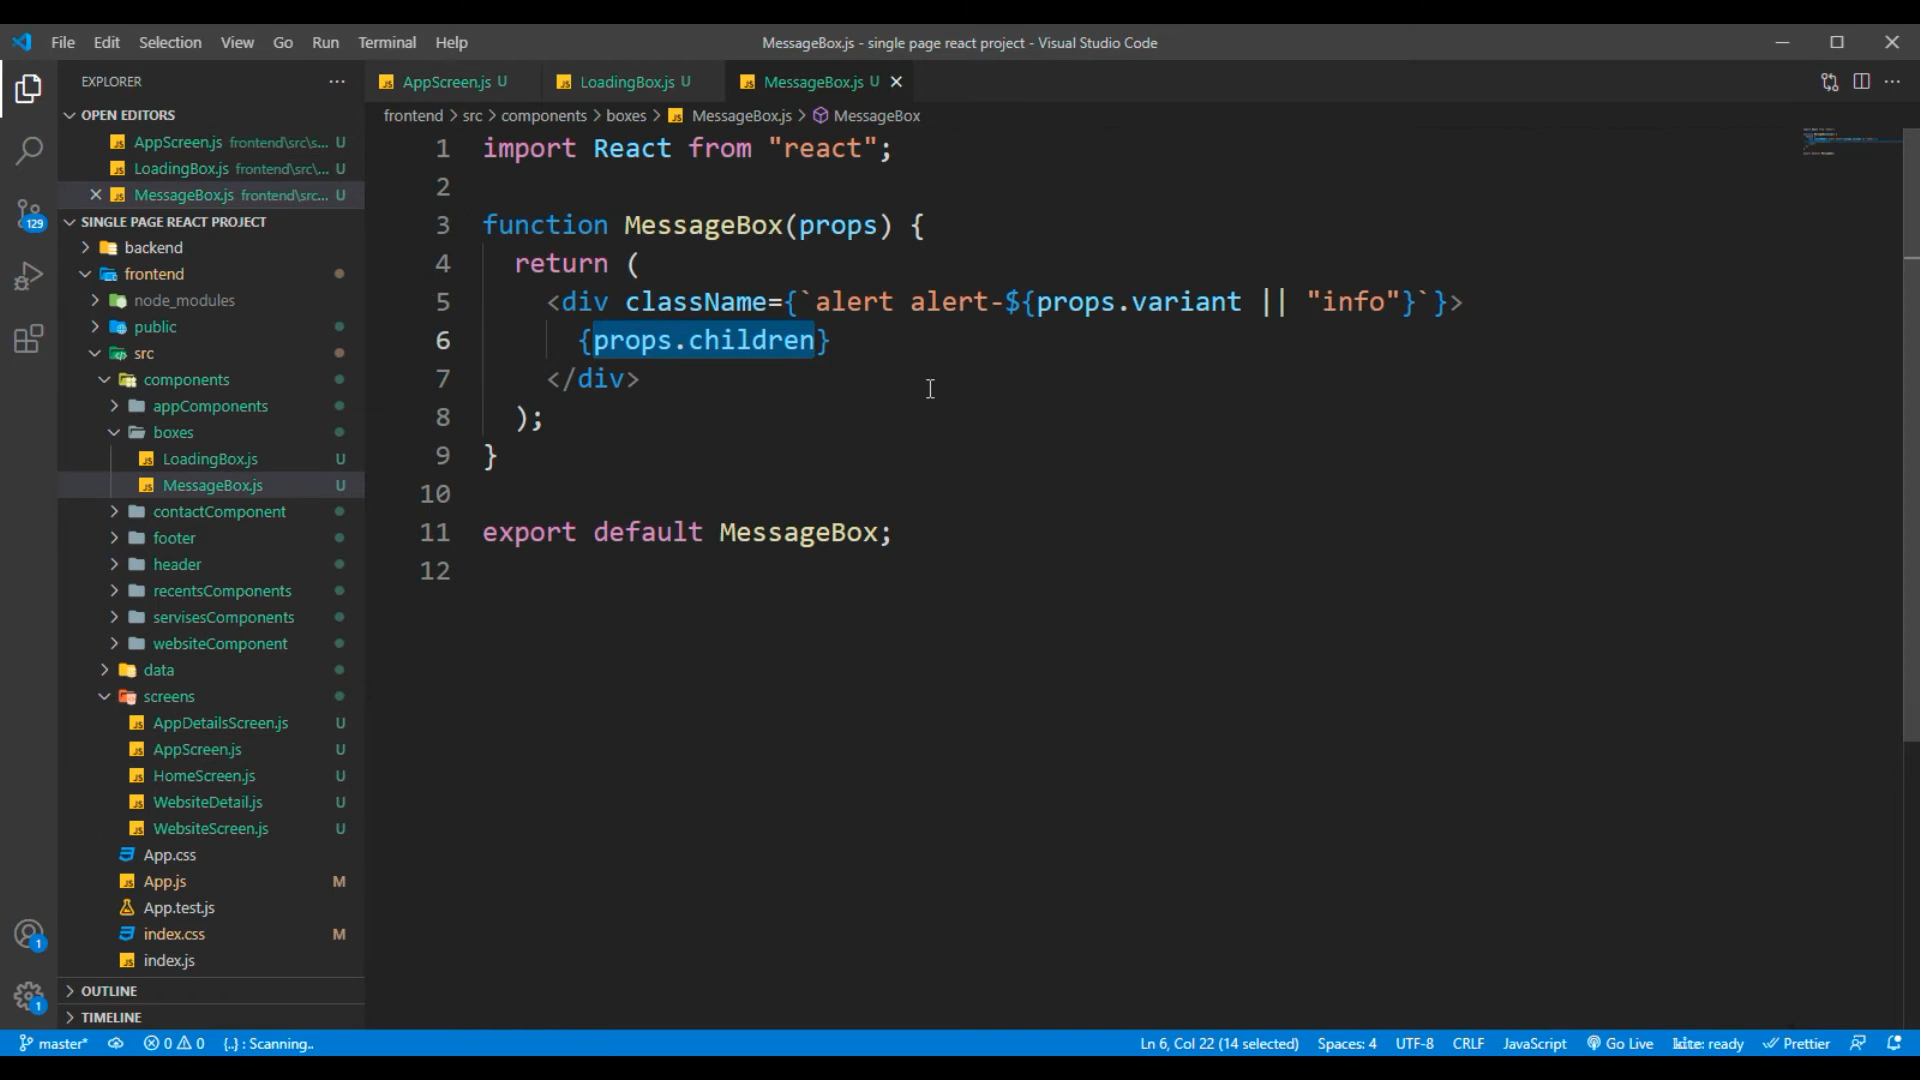 File Edit Selection View Go Run Terminal Help
MessageBox.js - single page react project - Visual Studio Code
EXPLORER
OPEN EDITORS
AppScreen.js frontend\src\s... U
LoadingBox.js frontend\src\... U
MessageBox.js frontend\src... U
SINGLE PAGE REACT PROJECT
backend
frontend
node_modules
public
src
components
appComponents
boxes
LoadingBox.js U
MessageBox.js U
contactComponent
footer
header
recentsComponents
servisesComponents
websiteComponent
data
screens
AppDetailsScreen.js U
AppScreen.js U
HomeScreen.js U
WebsiteDetail.js U
WebsiteScreen.js U
App.css
App.js M
App.test.js
index.css M
index.js
OUTLINE
TIMELINE
129
1
1
AppScreen.js U LoadingBox.js U MessageBox.js U
frontend > src > components > boxes > MessageBox.js > MessageBox
1 import React from "react";
2
3 function MessageBox(props) {
4 return (
5 <div className={`alert alert-${props.variant || "info"}`}>
6 {props.children}
7 </div>
8 );
9 }
10
11 export default MessageBox;
12
master* 0 0 {..} : Scanning.. Ln 6, Col 22 (14 selected) Spaces: 4 UTF-8 CRLF JavaScript Go Live kite: ready Prettier